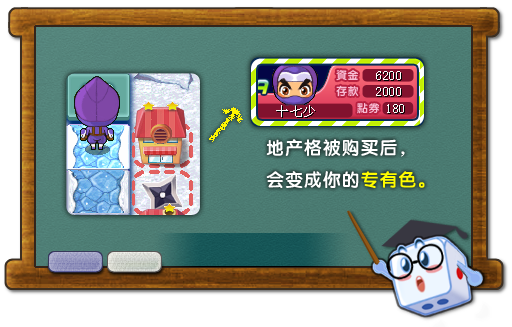 資金 6200
存款 2000
十七少 點券 180
地产格被购买后，
会变成你的专有色。